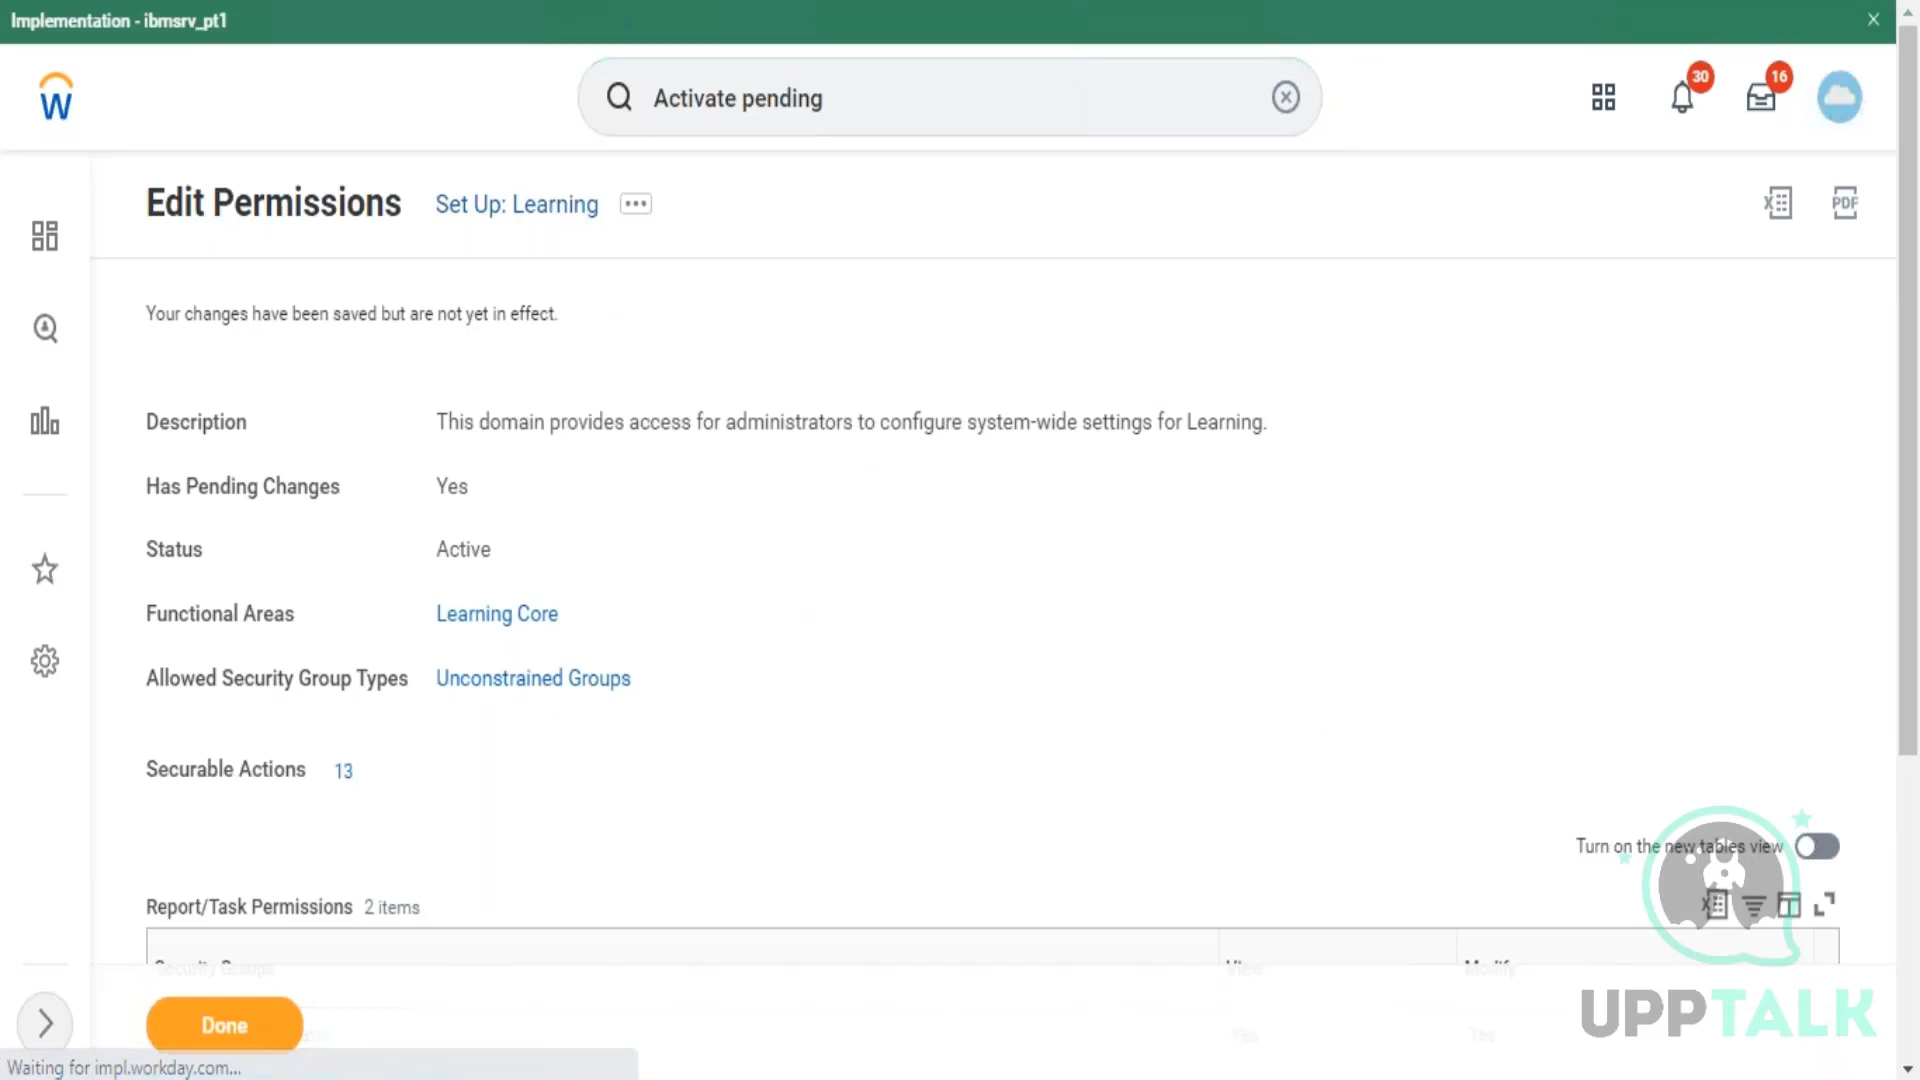 Implementation - ibmsrv_pt1
W
Activate pending
30
16
Edit Permissions Set Up: Learning
PDF
Your changes have been saved but are not yet in effect.
Description This domain provides access for administrators to configure system-wide settings for Learning.
Has Pending Changes Yes
Status Active
Functional Areas Learning Core
Allowed Security Group Types Unconstrained Groups
Securable Actions 13
Turn on the new tables view
Report/Task Permissions 2 items
Security Groups View Modify
Yes Yes
Done
UPPTALK
Waiting for impl.workday.com...